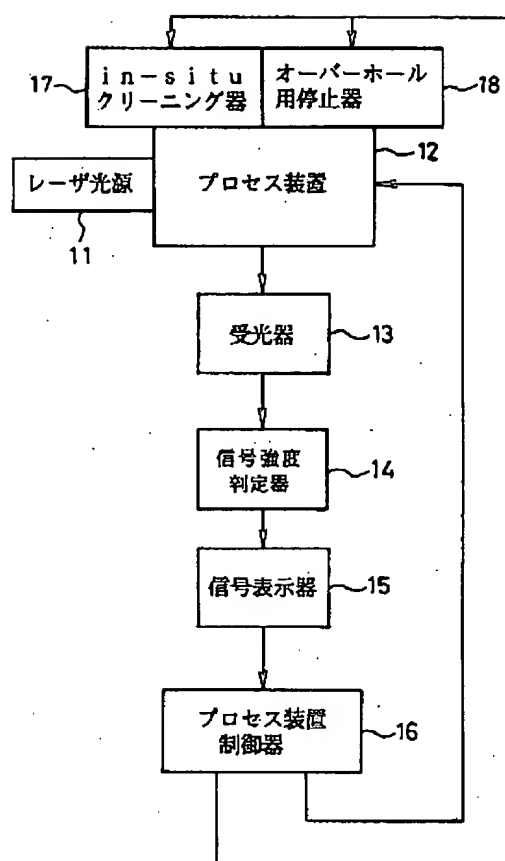 17
in-situ
クリーニング器
オーバーホール
用停止器
18
12
レーザ光源
11
プロセス装置
受光器
13
信号強度
判定器
14
信号表示器
15
プロセス装置
制御器
16